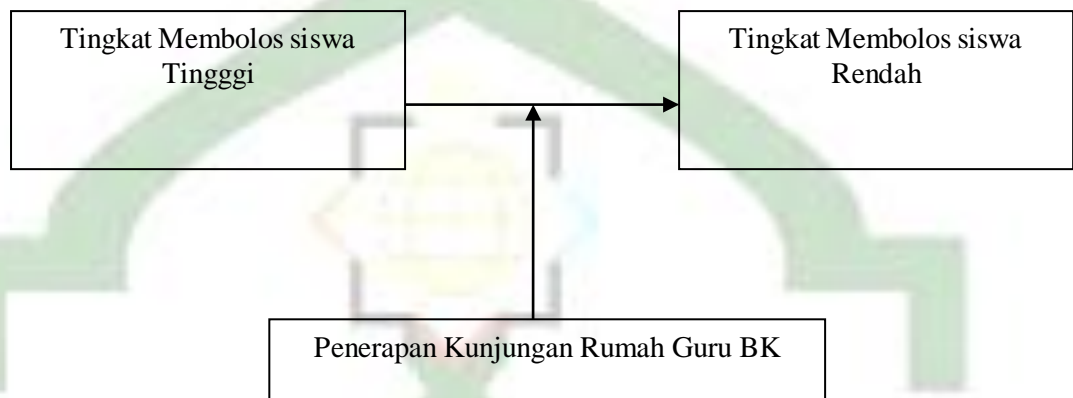 Tingkat Membolos siswa
Tingggi
Tingkat Membolos siswa
Rendah
Penerapan Kunjungan Rumah Guru BK